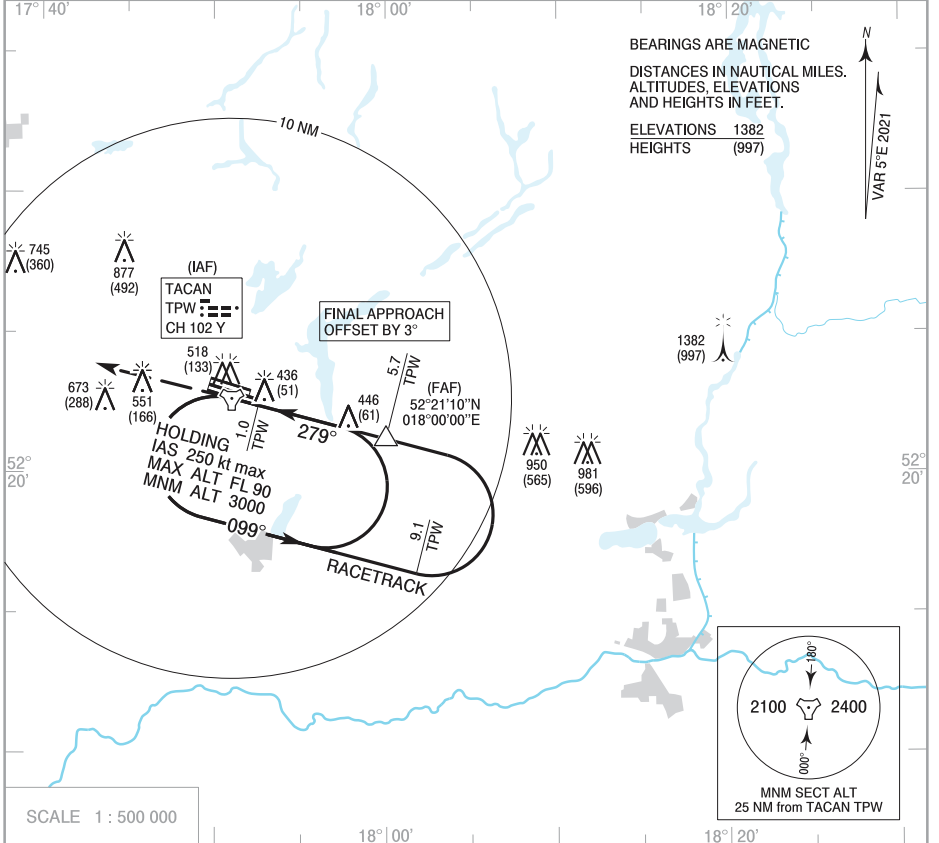 17° 40'
18° 00'
18° 20'
BEARINGS ARE MAGNETIC
DISTANCES IN NAUTICAL MILES.
ALTITUDES, ELEVATIONS
AND HEIGHTS IN FEET.
ELEVATIONS 1382
HEIGHTS (997)
N
VAR 5°E 2021
10 NM
745
(360)
877
(492)
(IAF)
TACAN
TPW
CH 102 Y
FINAL APPROACH
OFFSET BY 3°
1382
(997)
518
(133)
436
(51)
5.7
TPW
(FAF)
52°21'10"N
018°00'00"E
673
(288)
551
(166)
446
(61)
1.0
TPW
279°
HOLDING
IAS 250 kt max
MAX ALT FL 90
MNM ALT 3000
099°
950
(565)
981
(596)
52°
20'
52°
20'
9.1
TPW
RACETRACK
180°
2100
2400
000°
MNM SECT ALT
25 NM from TACAN TPW
SCALE 1 : 500 000
18° 00'
18° 20'